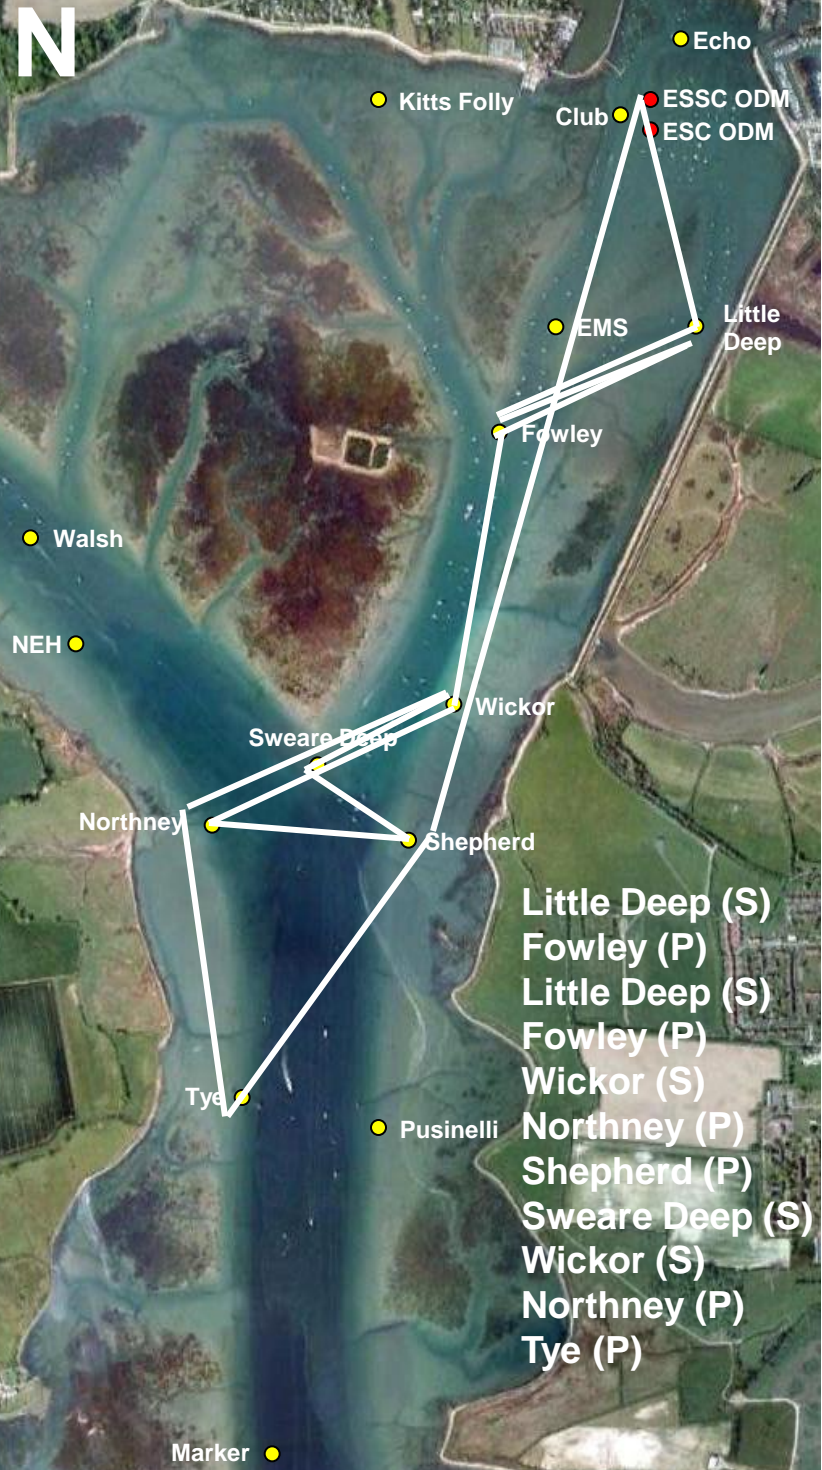 N
Echo
Kitts Folly
ESSC ODM
Club
ESC ODM
Little
Deep
EMS
Fowley
Walsh
NEH
Wickor
Sweare Deep
Northney
Shepherd
Little Deep (S)
Fowley (P)
Little Deep (S)
Fowley (P)
Wickor (S)
Northney (P)
Shepherd (P)
Sweare Deep (S)
Wickor (S)
Northney (P)
Tye (P)
Tye
Pusinelli
Marker